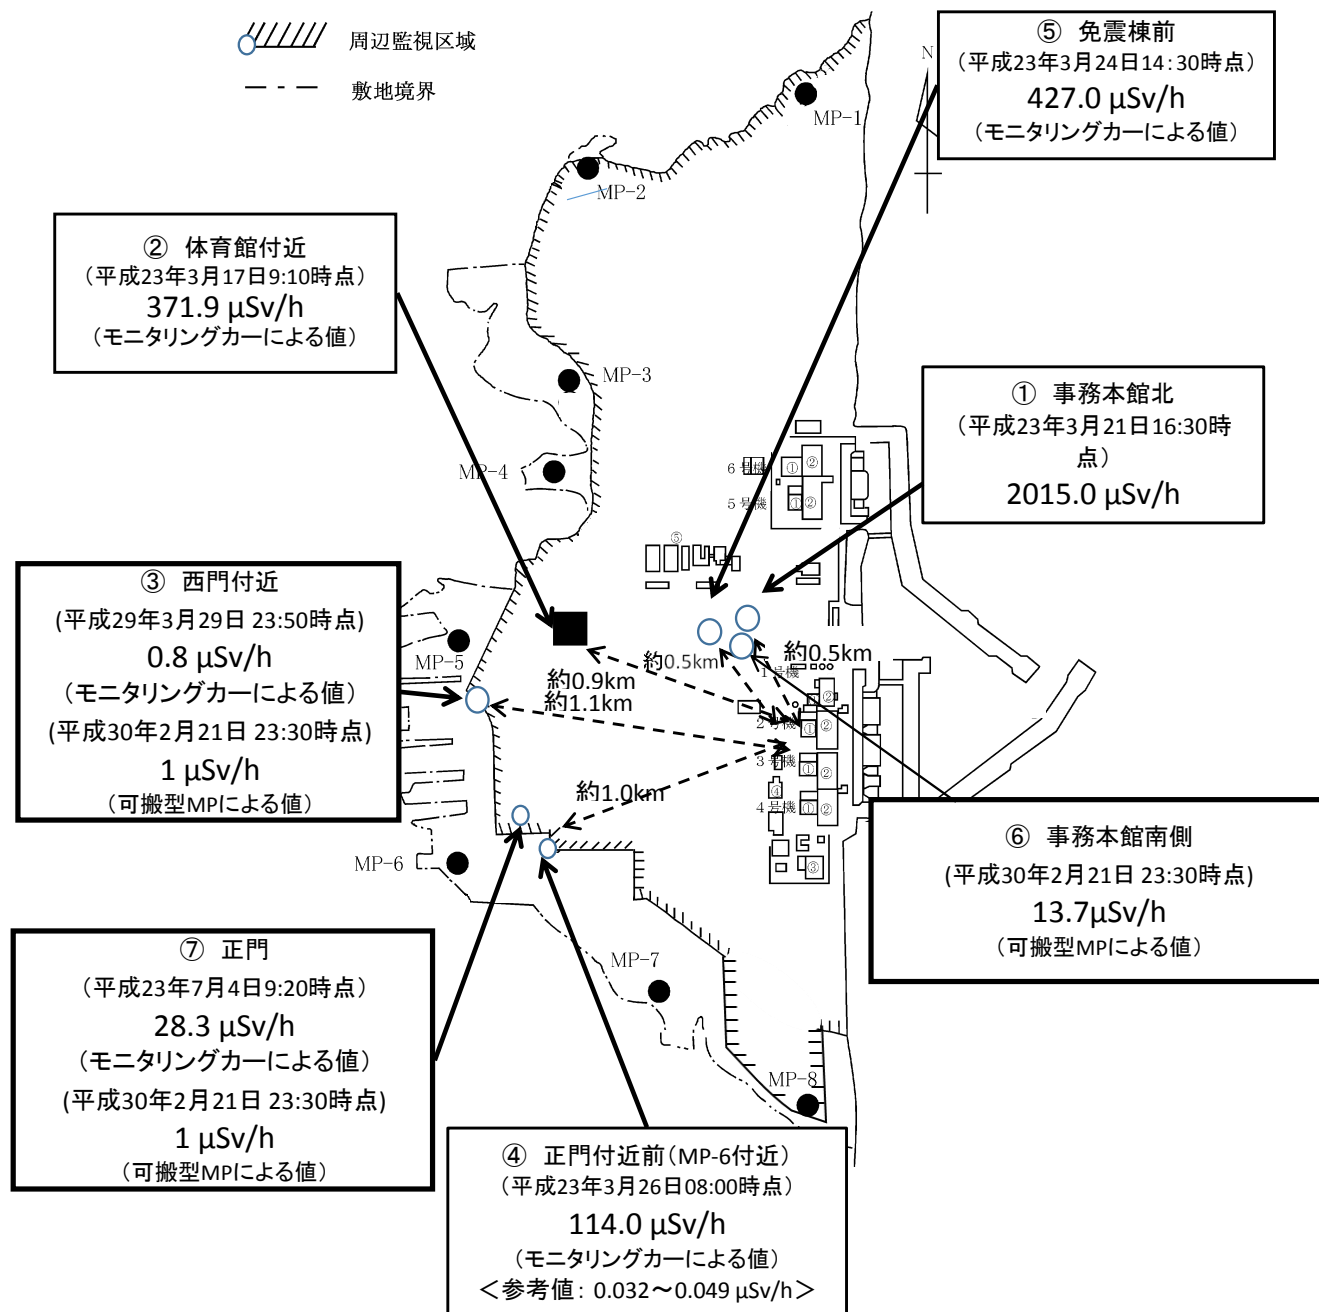 周辺監視区域
敷地境界
⑤ 免震棟前
(平成23年3月24日14:30時点)
427.0 μSv/h
(モニタリングカーによる値)
N
MP-1
MP-2
② 体育館付近
(平成23年3月17日9:10時点)
371.9 μSv/h
(モニタリングカーによる値)
MP-3
① 事務本館北
(平成23年3月21日16:30時
点)
2015.0 μSv/h
MP-4
6号機
①
②
5号機
①
②
⑤
③ 西門付近
(平成29年3月29日 23:50時点)
0.8 μSv/h
(モニタリングカーによる値)
(平成30年2月21日 23:30時点)
1 μSv/h
(可搬型MPによる値)
MP-5
約0.5km
約0.5km
約0.9km
約1.1km
1号機
②
2号機
①
②
3号機
①
②
約1.0km
④
4号機
①
②
③
MP-6
⑥ 事務本館南側
(平成30年2月21日 23:30時点)
13.7μSv/h
(可搬型MPによる値)
⑦ 正門
(平成23年7月4日9:20時点)
28.3 μSv/h
(モニタリングカーによる値)
(平成30年2月21日 23:30時点)
1 μSv/h
(可搬型MPによる値)
MP-7
MP-8
④ 正門付近前(MP-6付近)
(平成23年3月26日08:00時点)
114.0 μSv/h
(モニタリングカーによる値)
<参考値: 0.032～0.049 μSv/h>